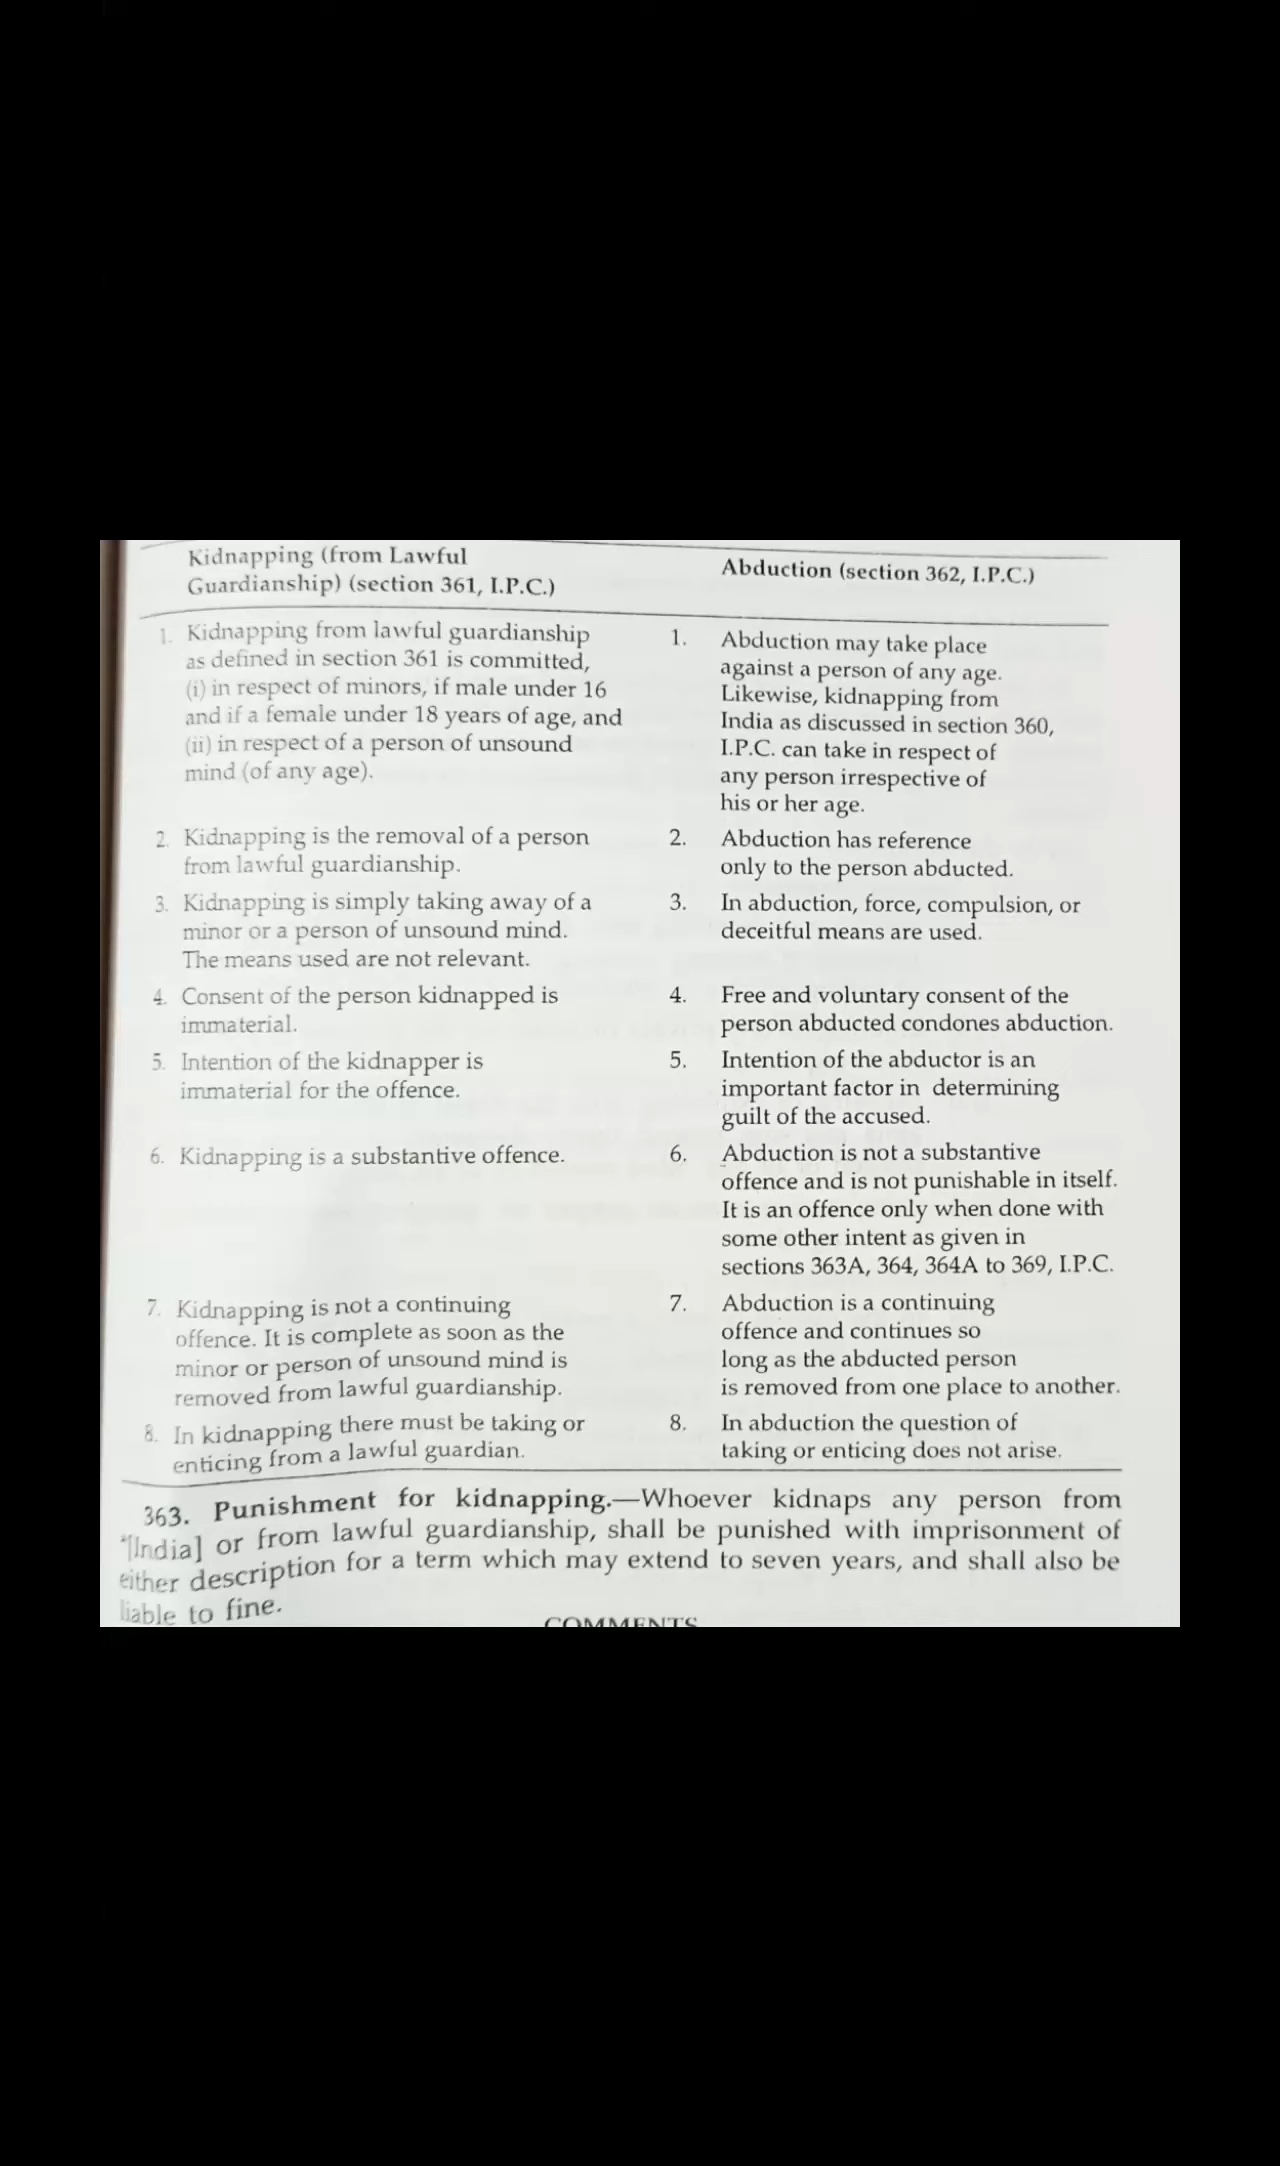 Kidnapping (from Lawful
Guardianship) (section 361, I.P.C.)
Abduction (section 362, I.P.C.)
1. Kidnapping from lawful guardianship
as defined in section 361 is committed,
(i) in respect of minors, if male under 16
and if a female under 18 years of age, and
(ii) in respect of a person of unsound
mind (of any age).
1. Abduction may take place
against a person of any age.
Likewise, kidnapping from
India as discussed in section 360,
I.P.C. can take in respect of
any person irrespective of
his or her age.
2. Kidnapping is the removal of a person
from lawful guardianship.
2. Abduction has reference
only to the person abducted.
3. Kidnapping is simply taking away of a
minor or a person of unsound mind.
The means used are not relevant.
3. In abduction, force, compulsion, or
deceitful means are used.
4. Consent of the person kidnapped is
immaterial.
4. Free and voluntary consent of the
person abducted condones abduction.
5. Intention of the kidnapper is
immaterial for the offence.
5. Intention of the abductor is an
important factor in determining
guilt of the accused.
6. Kidnapping is a substantive offence.
6. Abduction is not a substantive
offence and is not punishable in itself.
It is an offence only when done with
some other intent as given in
sections 363A, 364, 364A to 369, I.P.C.
7. Kidnapping is not a continuing
offence. It is complete as soon as the
minor or person of unsound mind is
removed from lawful guardianship.
7. Abduction is a continuing
offence and continues so
long as the abducted person
is removed from one place to another.
8. In kidnapping there must be taking or
enticing from a lawful guardian.
8. In abduction the question of
taking or enticing does not arise.
363. Punishment for kidnapping.—Whoever kidnaps any person from
[India] or from lawful guardianship, shall be punished with imprisonment of
either description for a term which may extend to seven years, and shall also be
liable to fine.
COMMENTS